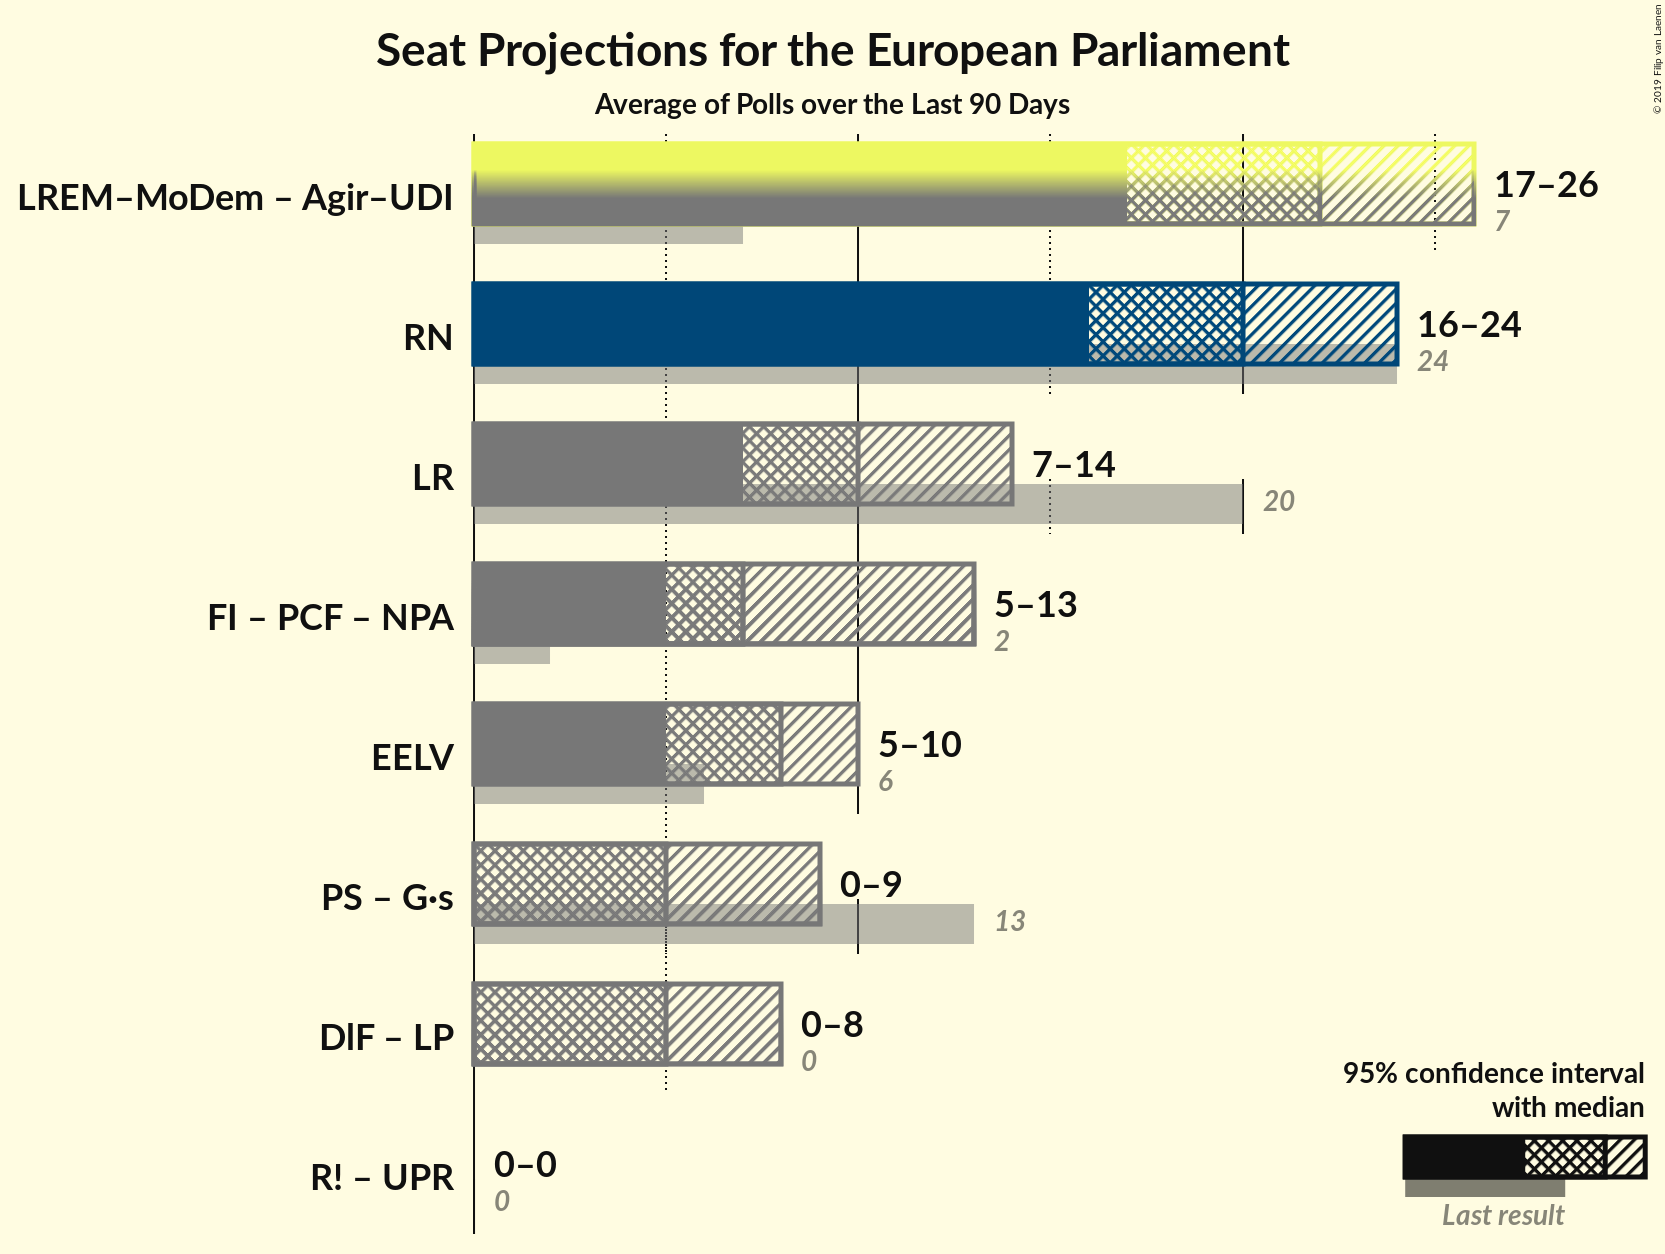 Seat Projections for the European Parliament
Average of Polls over the Last 90 Days
© 2019 Filip van Laenen
LREM–MoDem – Agir–UDI
17–26
7
RN
16–24
24
LR
7–14
20
FI – PCF – NPA
5–13
2
EELV
5–10
6
PS – G·s
0–9
13
DlF – LP
0–8
0
R! – UPR
0–0
0
95% confidence interval
with median
Last result